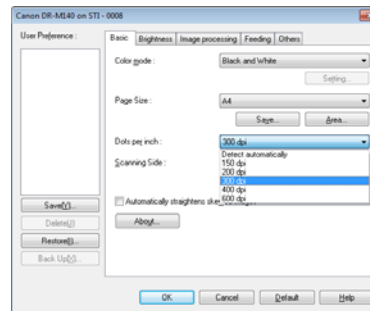 Canon DR-M140 on STI - 0008
User Preference :
Basic Brightness Image processing Feeding Others
Color mode : Black and White
Setting...
Page Size : A4
Save... Area...
Dots per inch : 300 dpi
Detect automatically
150 dpi
200 dpi
Scanning Side : 300 dpi
400 dpi
600 dpi
Automatically straightens
Save(V)...
Delete(J)
About...
Restore(I)...
Back Up(X)...
OK Cancel Default Help